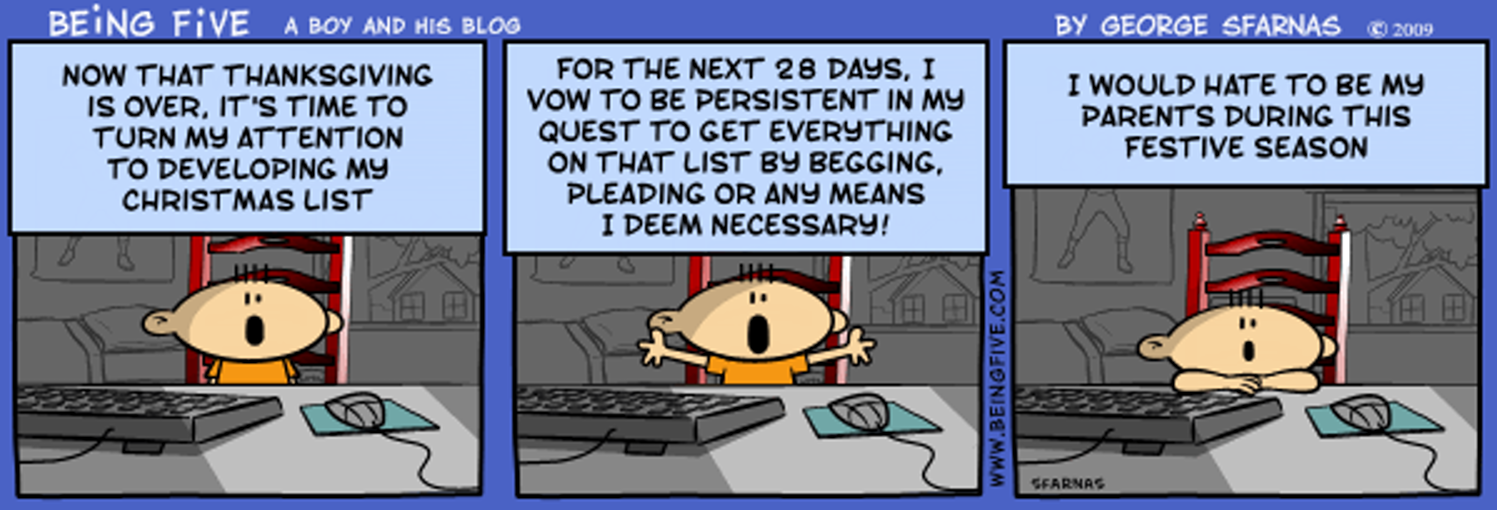 BEiNG FiVE A BOY AND HIS BLOG
BY GEORGE SFARNAS © 2009
NOW THAT THANKSGIVING
IS OVER, IT'S TIME TO
TURN MY ATTENTION
TO DEVELOPING MY
CHRISTMAS LIST
FOR THE NEXT 28 DAYS, I
VOW TO BE PERSISTENT IN MY
QUEST TO GET EVERYTHING
ON THAT LIST BY BEGGING,
PLEADING OR ANY MEANS
I DEEM NECESSARY!
WWW.BEINGFIVE.COM
I WOULD HATE TO BE MY
PARENTS DURING THIS
FESTIVE SEASON
SFARNAS